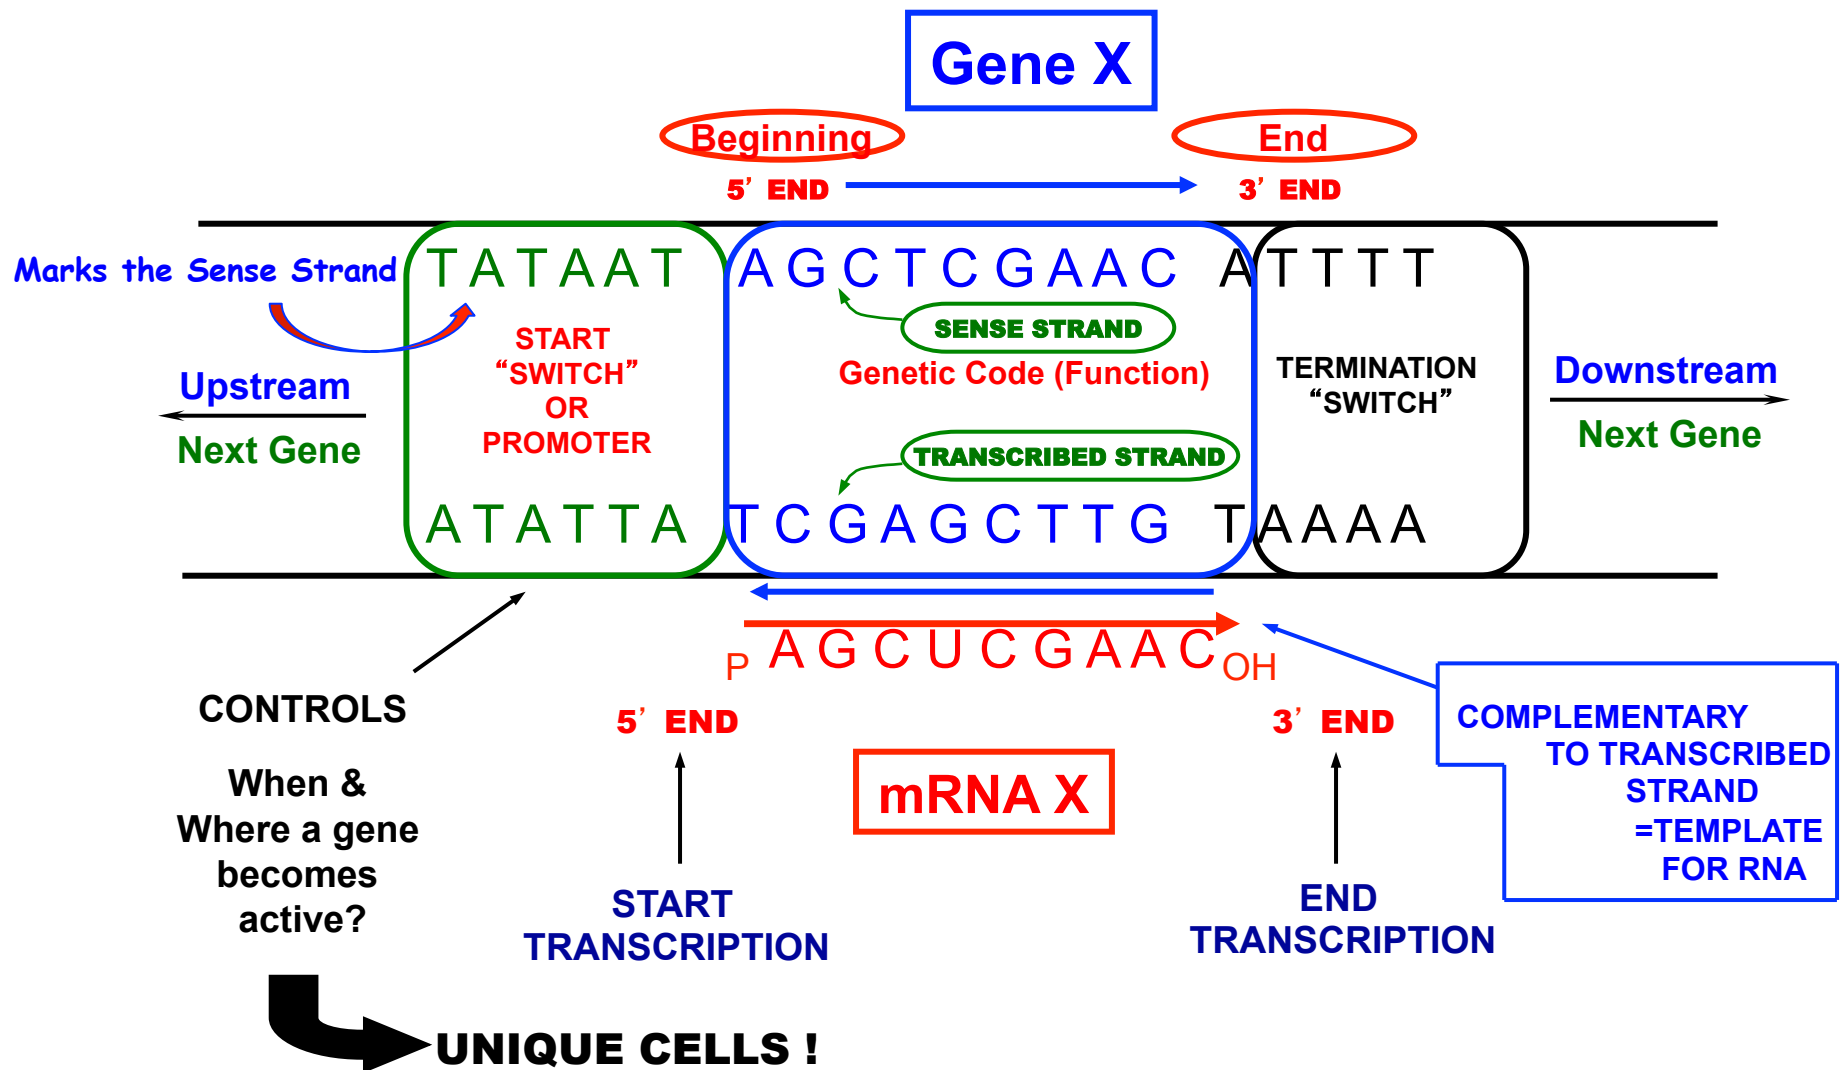 Gene X
Beginning
End
5’ END
3’ END
TATAAT AGCTCGAAC ATTTT
Marks the Sense Strand
SENSE STRAND
START
“SWITCH”
OR
PROMOTER
Genetic Code (Function)
TERMINATION
“SWITCH”
Upstream
Next Gene
Downstream
Next Gene
TRANSCRIBED STRAND
ATATTA TCGAGCTTG TAAAA
P AGCUCGAAC OH
5’ END
3’ END
CONTROLS
When &
Where a gene
becomes
active?
mRNA X
COMPLEMENTARY
TO TRANSCRIBED
STRAND
=TEMPLATE
FOR RNA
START
TRANSCRIPTION
END
TRANSCRIPTION
UNIQUE CELLS !